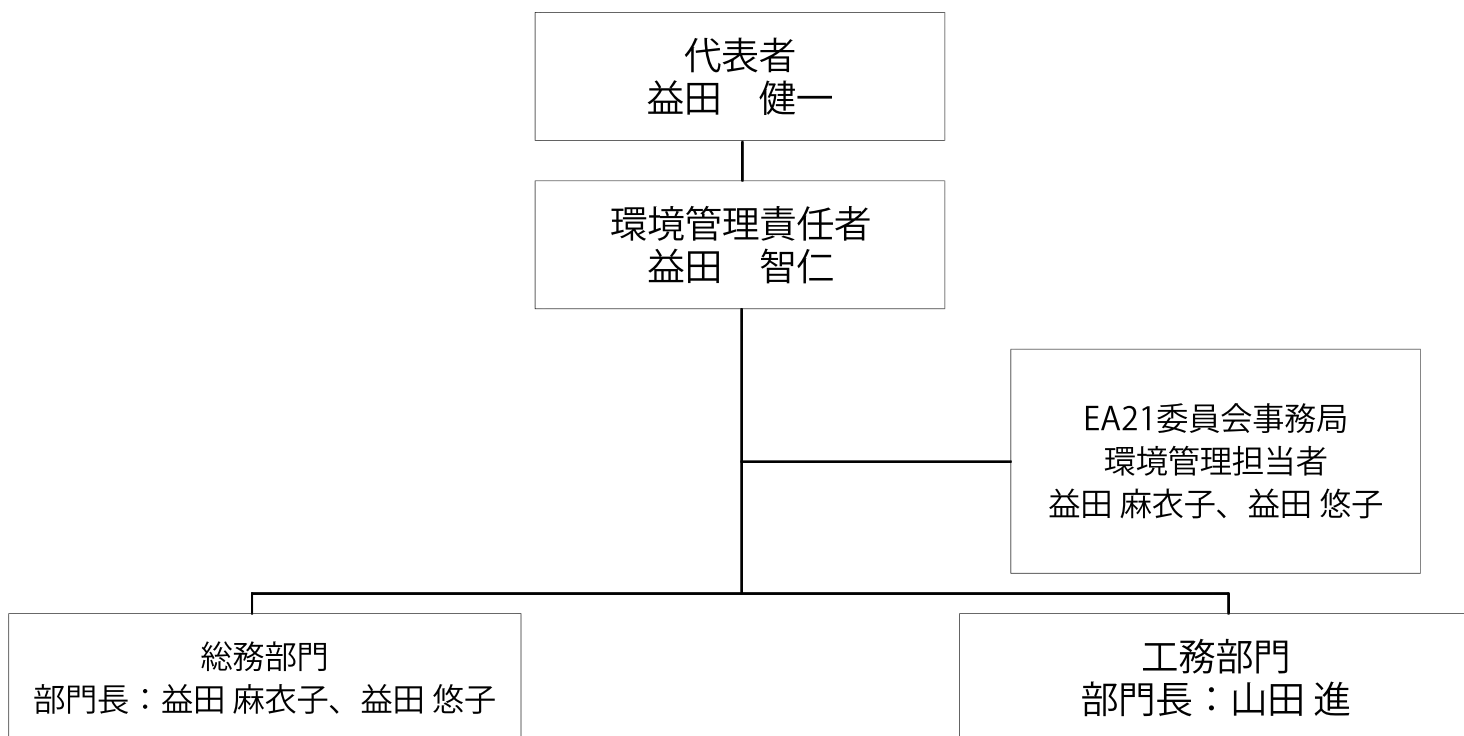 代表者
益田　健一
環境管理責任者
益田　智仁
EA21委員会事務局
環境管理担当者
益田 麻衣子、益田 悠子
総務部門
部門長：益田 麻衣子、益田 悠子
工務部門
部門長：山田 進